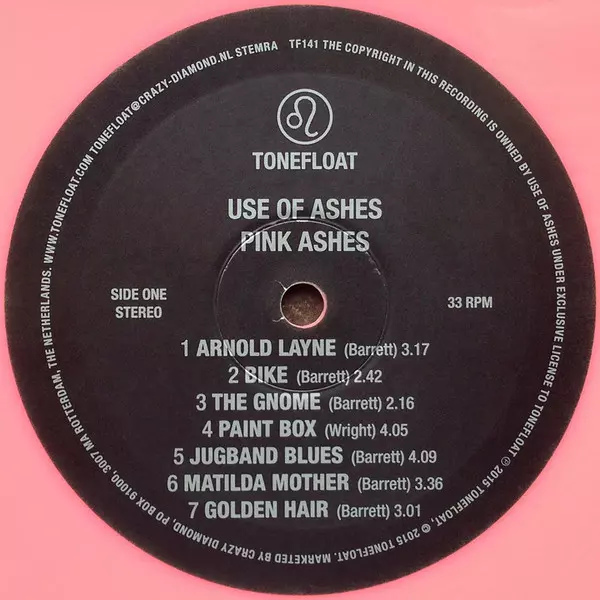 TONEFLOAT
USE OF ASHES
PINK ASHES
SIDE ONE
STEREO
33 RPM
1 ARNOLD LAYNE (Barrett) 3.17
2 BIKE (Barrett) 2.42
3 THE GNOME (Barrett) 2.16
4 PAINT BOX (Wright) 4.05
5 JUGBAND BLUES (Barrett) 4.09
6 MATILDA MOTHER (Barrett) 3.36
7 GOLDEN HAIR (Barrett) 3.01
TF141 THE COPYRIGHT IN THIS RECORDING IS OWNED BY USE OF ASHES UNDER EXCLUSIVE LICENSE TO TONEFLOAT ℗ 2015 TONEFLOAT, © 2015 TONEFLOAT. MARKETED BY CRAZY DIAMOND, PO BOX 91000, 3007 MA ROTTERDAM, THE NETHERLANDS. WWW.TONEFLOAT.COM TONEFLOAT@CRAZY-DIAMOND.NL STEMRA